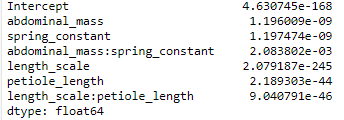 Intercept 4.630745e-168
abdominal_mass 1.196009e-09
spring_constant 1.197474e-09
abdominal_mass:spring_constant 2.083802e-03
length_scale 2.079187e-245
petiole_length 2.189303e-44
length_scale:petiole_length 9.040791e-46
dtype: float64